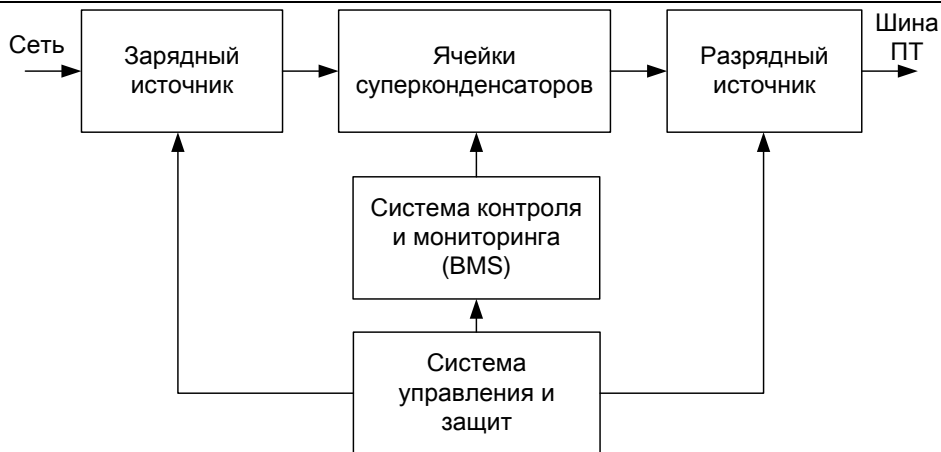 Сеть
Зарядный
источник
Ячейки
суперконденсаторов
Разрядный
источник
Шина
ПТ
Система контроля
и мониторинга
(BMS)
Система
управления и
защит